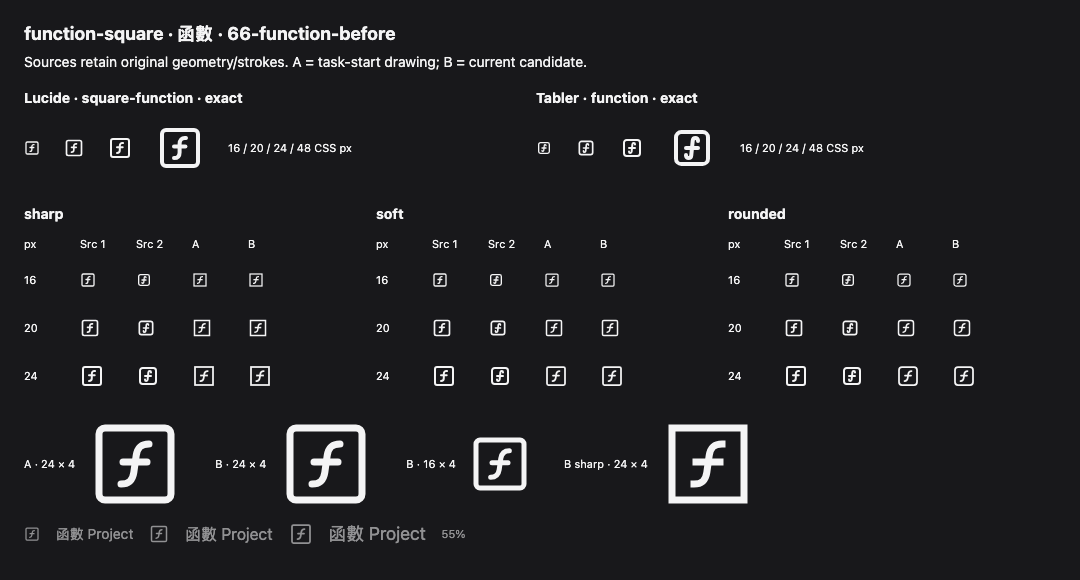 function-square · 函數 · 66-function-before
Sources retain original geometry/strokes. A = task-start drawing; B = current candidate.
Lucide · square-function · exact
16 / 20 / 24 / 48 CSS px
Tabler · function · exact
16 / 20 / 24 / 48 CSS px
sharp
px Src 1 Src 2 A B
16
20
24
soft
px Src 1 Src 2 A B
16
20
24
rounded
px Src 1 Src 2 A B
16
20
24
A · 24 × 4
B · 24 × 4
B · 16 × 4
B sharp · 24 × 4
函數 Project 函數 Project 函數 Project 55%